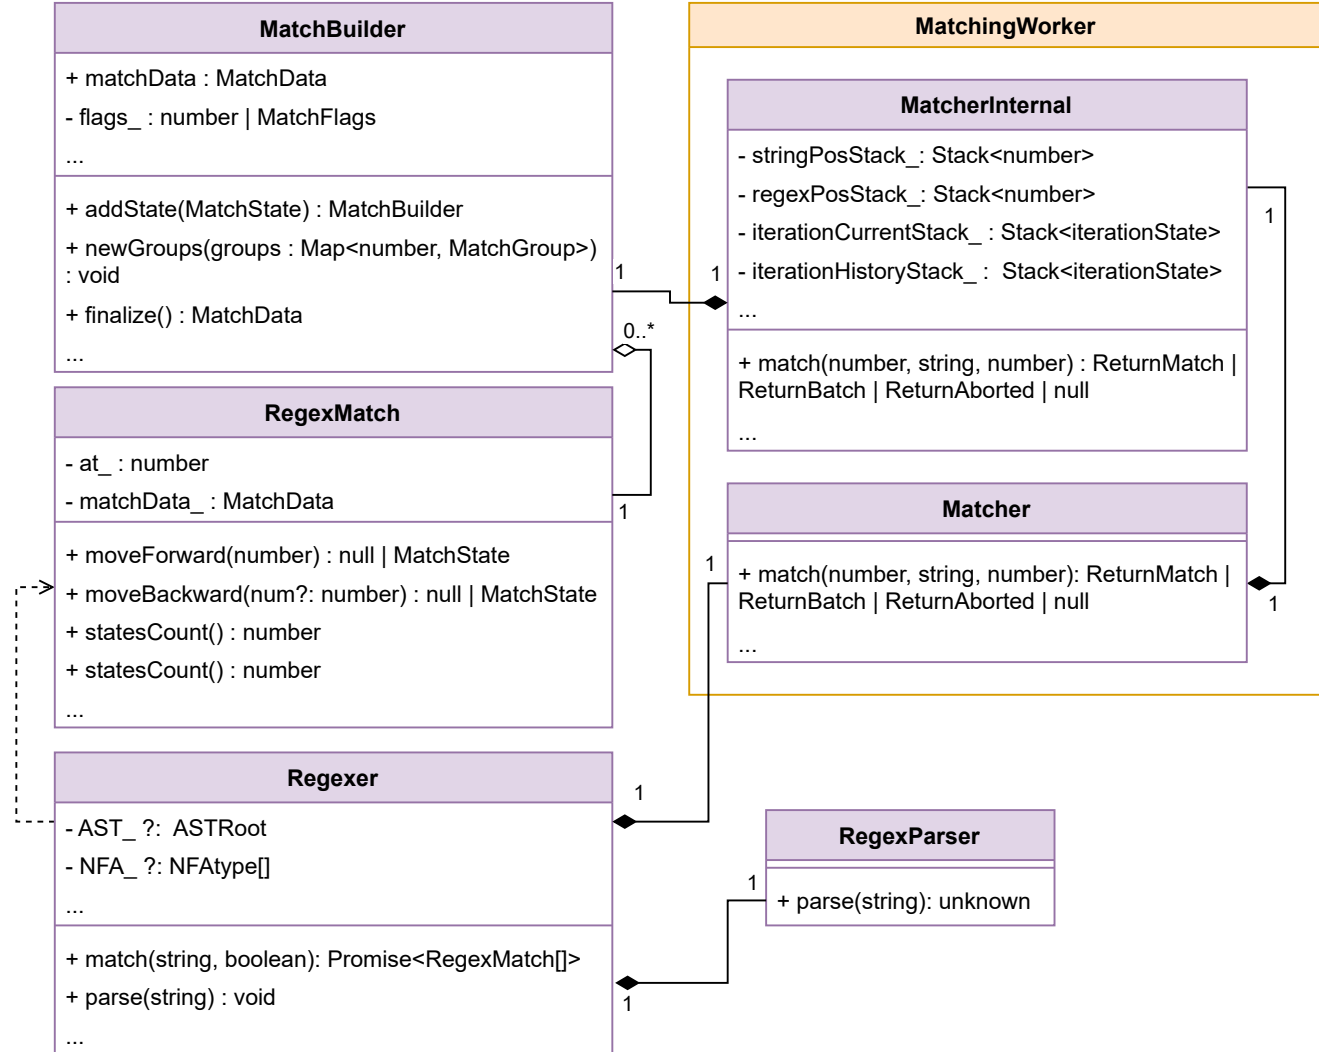 MatchBuilder
+ matchData : MatchData
- flags_ : number | MatchFlags
...
+ addState(MatchState) : MatchBuilder
+ newGroups(groups : Map<number, MatchGroup>)
: void
+ finalize() : MatchData
...
1
1
0..*
RegexMatch
- at_ : number
- matchData_ : MatchData
1
+ moveForward(number) : null | MatchState
+ moveBackward(num?: number) : null | MatchState
+ statesCount() : number
+ statesCount() : number
...
Regexer
- AST_ ?:  ASTRoot
- NFA_ ?: NFAtype[]
...
+ match(string, boolean): Promise<RegexMatch[]>
+ parse(string) : void
...
1
1
MatchingWorker
MatcherInternal
- stringPosStack_: Stack<number>
- regexPosStack_: Stack<number>
- iterationCurrentStack_ : Stack<iterationState>
- iterationHistoryStack_ :  Stack<iterationState>
...
+ match(number, string, number) : ReturnMatch |
ReturnBatch | ReturnAborted | null
...
1
Matcher
+ match(number, string, number): ReturnMatch |
ReturnBatch | ReturnAborted | null
...
1
1
RegexParser
+ parse(string): unknown
1